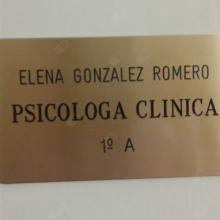 ELENA GONZALEZ ROMERO
PSICOLOGA CLINICA
1º A